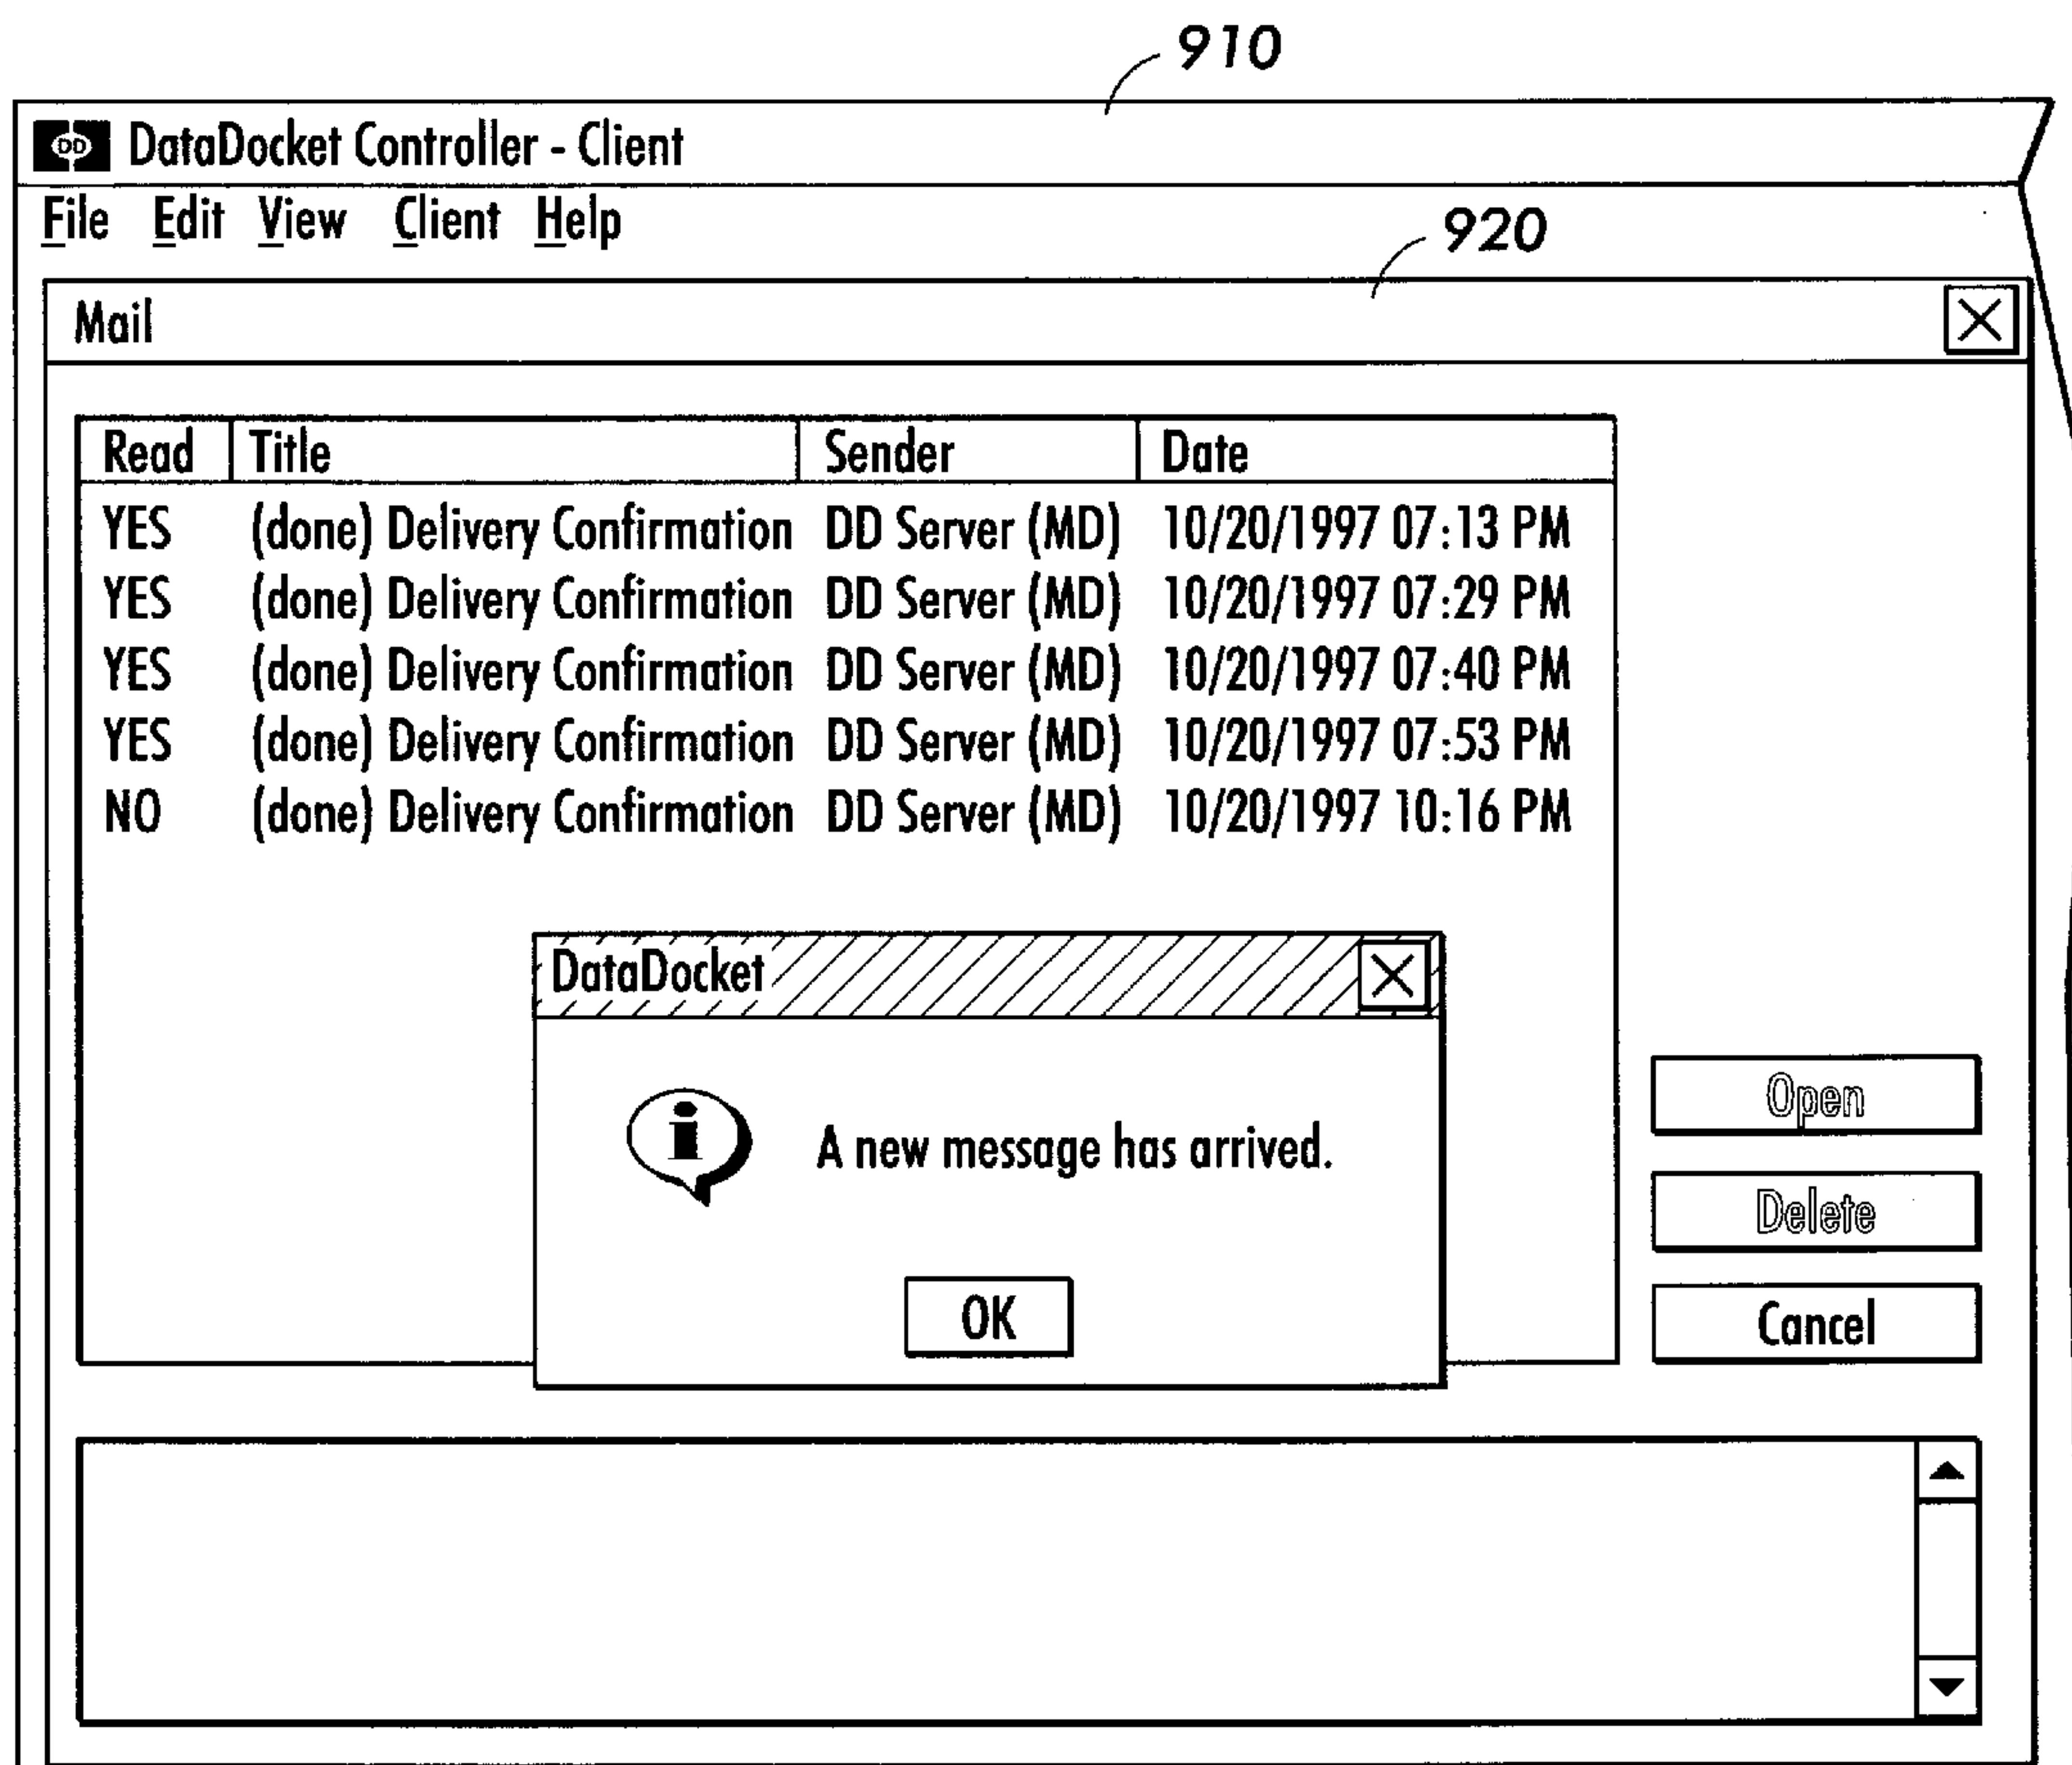 910
DD DataDocket Controller - Client
File Edit View Client Help
920
Mail
Read Title Sender Date
YES (done) Delivery Confirmation DD Server (MD) 10/20/1997 07:13 PM
YES (done) Delivery Confirmation DD Server (MD) 10/20/1997 07:29 PM
YES (done) Delivery Confirmation DD Server (MD) 10/20/1997 07:40 PM
YES (done) Delivery Confirmation DD Server (MD) 10/20/1997 07:53 PM
NO (done) Delivery Confirmation DD Server (MD) 10/20/1997 10:16 PM
DataDocket
i A new message has arrived.
OK
Open
Delete
Cancel